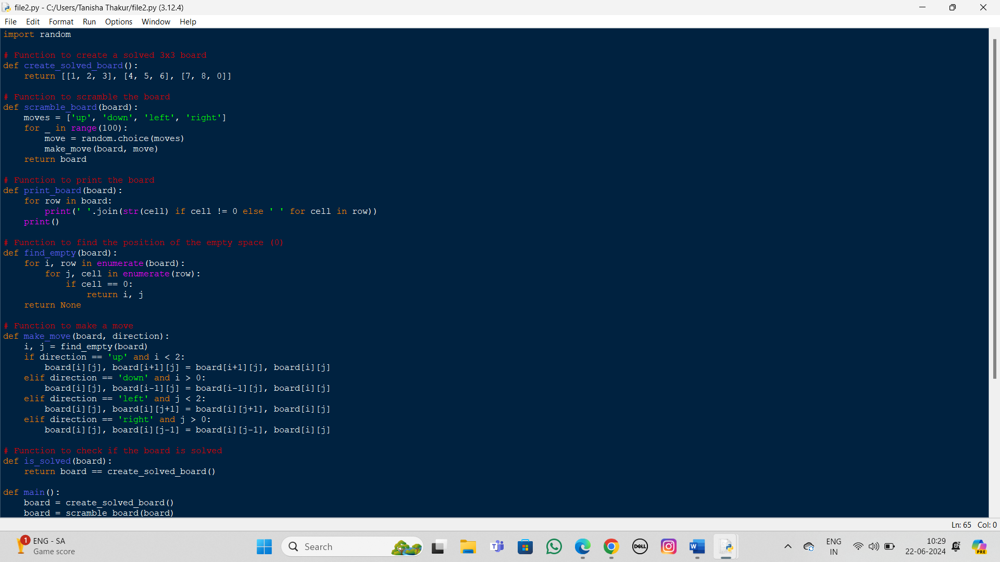 file2.py - C:/Users/Tanisha Thakur/file2.py (3.12.4)
File Edit Format Run Options Window Help
import random

# Function to create a solved 3x3 board
def create_solved_board():
    return [[1, 2, 3], [4, 5, 6], [7, 8, 0]]

# Function to scramble the board
def scramble_board(board):
    moves = ['up', 'down', 'left', 'right']
    for _ in range(100):
        move = random.choice(moves)
        make_move(board, move)
    return board

# Function to print the board
def print_board(board):
    for row in board:
        print(' '.join(str(cell) if cell != 0 else ' ' for cell in row))
    print()

# Function to find the position of the empty space (0)
def find_empty(board):
    for i, row in enumerate(board):
        for j, cell in enumerate(row):
            if cell == 0:
                return i, j
    return None

# Function to make a move
def make_move(board, direction):
    i, j = find_empty(board)
    if direction == 'up' and i < 2:
        board[i][j], board[i+1][j] = board[i+1][j], board[i][j]
    elif direction == 'down' and i > 0:
        board[i][j], board[i-1][j] = board[i-1][j], board[i][j]
    elif direction == 'left' and j < 2:
        board[i][j], board[i][j+1] = board[i][j+1], board[i][j]
    elif direction == 'right' and j > 0:
        board[i][j], board[i][j-1] = board[i][j-1], board[i][j]

# Function to check if the board is solved
def is_solved(board):
    return board == create_solved_board()

def main():
    board = create_solved_board()
    board = scramble_board(board)
Ln: 65 Col: 0
1 ENG - SA
Game score
Search
DELL
W
PRE
ENG
IN
10:29
22-06-2024